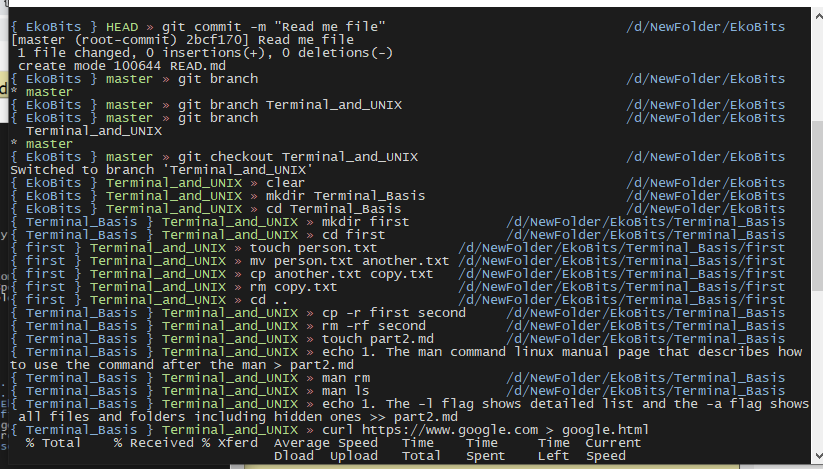 { EkoBits } HEAD » git commit -m "Read me file" /d/NewFolder/EkoBits
[master (root-commit) 2bcf170] Read me file
1 file changed, 0 insertions(+), 0 deletions(-)
create mode 100644 READ.md
{ EkoBits } master » git branch /d/NewFolder/EkoBits
* master
{ EkoBits } master » git branch Terminal_and_UNIX /d/NewFolder/EkoBits
{ EkoBits } master » git branch /d/NewFolder/EkoBits
Terminal_and_UNIX
* master
{ EkoBits } master » git checkout Terminal_and_UNIX /d/NewFolder/EkoBits
Switched to branch 'Terminal_and_UNIX'
{ EkoBits } Terminal_and_UNIX » clear /d/NewFolder/EkoBits
{ EkoBits } Terminal_and_UNIX » mkdir Terminal_Basis /d/NewFolder/EkoBits
{ EkoBits } Terminal_and_UNIX » cd Terminal_Basis /d/NewFolder/EkoBits
{ Terminal_Basis } Terminal_and_UNIX » mkdir first /d/NewFolder/EkoBits/Terminal_Basis
{ Terminal_Basis } Terminal_and_UNIX » cd first /d/NewFolder/EkoBits/Terminal_Basis
{ first } Terminal_and_UNIX » touch person.txt /d/NewFolder/EkoBits/Terminal_Basis/first
{ first } Terminal_and_UNIX » mv person.txt another.txt /d/NewFolder/EkoBits/Terminal_Basis/first
{ first } Terminal_and_UNIX » cp another.txt copy.txt /d/NewFolder/EkoBits/Terminal_Basis/first
{ first } Terminal_and_UNIX » rm copy.txt /d/NewFolder/EkoBits/Terminal_Basis/first
{ first } Terminal_and_UNIX » cd .. /d/NewFolder/EkoBits/Terminal_Basis/first
{ Terminal_Basis } Terminal_and_UNIX » cp -r first second /d/NewFolder/EkoBits/Terminal_Basis
{ Terminal_Basis } Terminal_and_UNIX » rm -rf second /d/NewFolder/EkoBits/Terminal_Basis
{ Terminal_Basis } Terminal_and_UNIX » touch part2.md /d/NewFolder/EkoBits/Terminal_Basis
{ Terminal_Basis } Terminal_and_UNIX » echo 1. The man command linux manual page that describes how
to use the command after the man > part2.md
{ Terminal_Basis } Terminal_and_UNIX » man rm /d/NewFolder/EkoBits/Terminal_Basis
{ Terminal_Basis } Terminal_and_UNIX » man ls /d/NewFolder/EkoBits/Terminal_Basis
{ Terminal_Basis } Terminal_and_UNIX » echo 1. The -l flag shows detailed list and the -a flag shows
all files and folders including hidden ones >> part2.md
{ Terminal_Basis } Terminal_and_UNIX » curl https://www.google.com > google.html
% Total % Received % Xferd Average Speed Time Time Time Current
Dload Upload Total Spent Left Speed